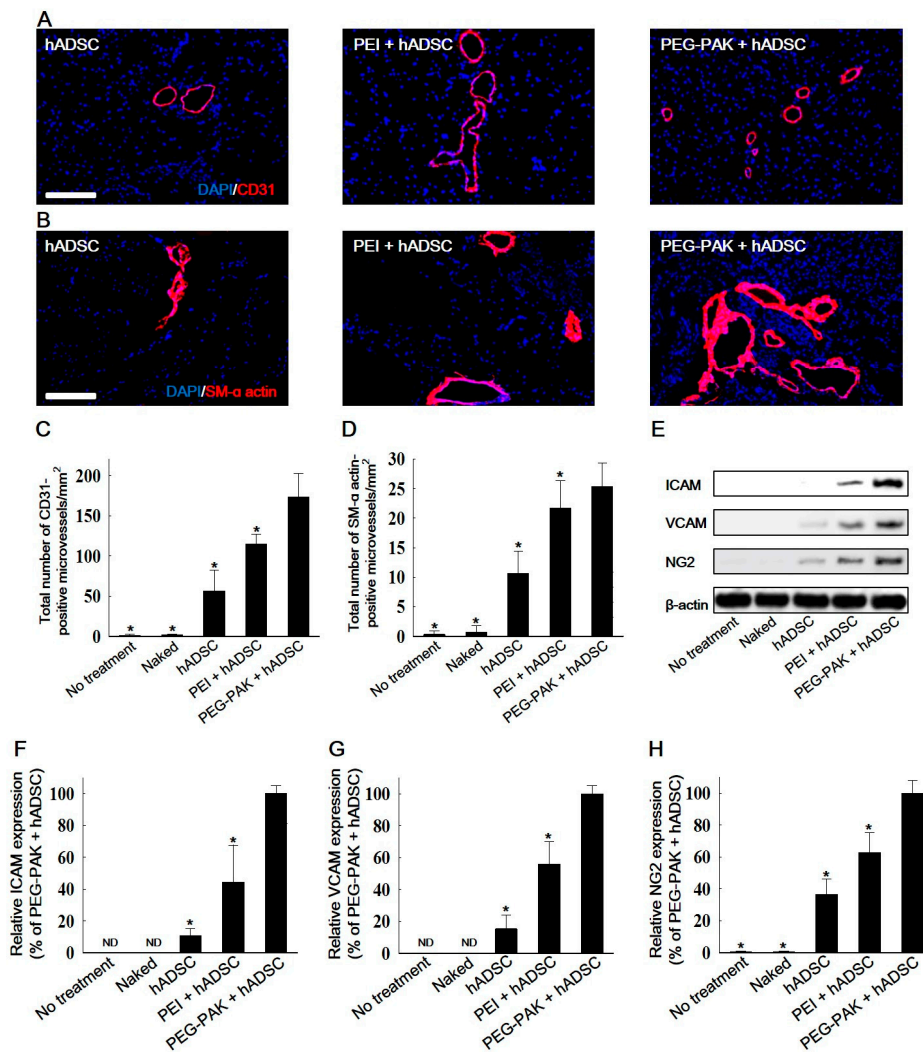 A
hADSC
PEI + hADSC
PEG-PAK + hADSC
DAPI/CD31
B
hADSC
PEI + hADSC
PEG-PAK + hADSC
DAPI/SM-α actin
C
Total number of CD31-
positive microvessels/mm2
200
150
100
50
0
*
*
*
*
No treatment
Naked
hADSC
PEI + hADSC
PEG-PAK + hADSC
D
Total number of SM-α actin-
positive microvessels/mm2
30
25
20
15
10
5
0
*
*
*
*
No treatment
Naked
hADSC
PEI + hADSC
PEG-PAK + hADSC
E
ICAM
VCAM
NG2
β-actin
No treatment
Naked
hADSC
PEI + hADSC
PEG-PAK + hADSC
F
Relative ICAM expression
(% of PEG-PAK + hADSC)
100
80
60
40
20
0
ND
ND
*
*
No treatment
Naked
hADSC
PEI + hADSC
PEG-PAK + hADSC
G
Relative VCAM expression
(% of PEG-PAK + hADSC)
100
80
60
40
20
0
ND
ND
*
*
No treatment
Naked
hADSC
PEI + hADSC
PEG-PAK + hADSC
H
Relative NG2 expression
(% of PEG-PAK + hADSC)
100
80
60
40
20
0
*
*
*
*
No treatment
Naked
hADSC
PEI + hADSC
PEG-PAK + hADSC